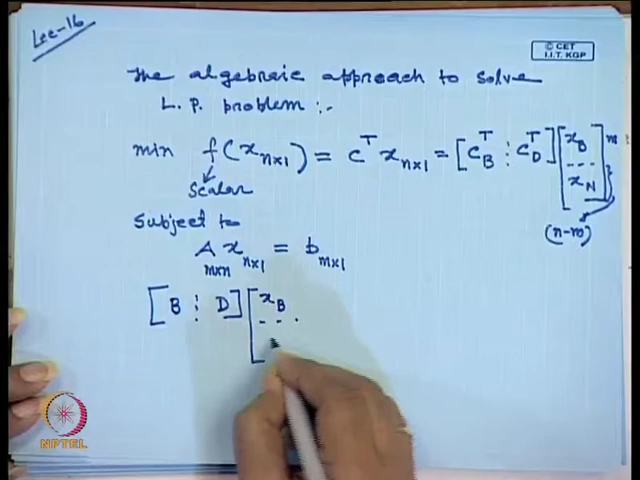 Lec-16
© CET
I.I.T. KGP
The algebraic approach to solve
L.P. problem :-
min f(x_{n×1}) = c^T x_{n×1} = [c_B^T ⋮ c_D^T] [x_B --- x_N] m
(n-m)
Scalar
Subject to
A_{m×n} x_{n×1} = b_{m×1}
[B ⋮ D] [x_B ---
NPTEL